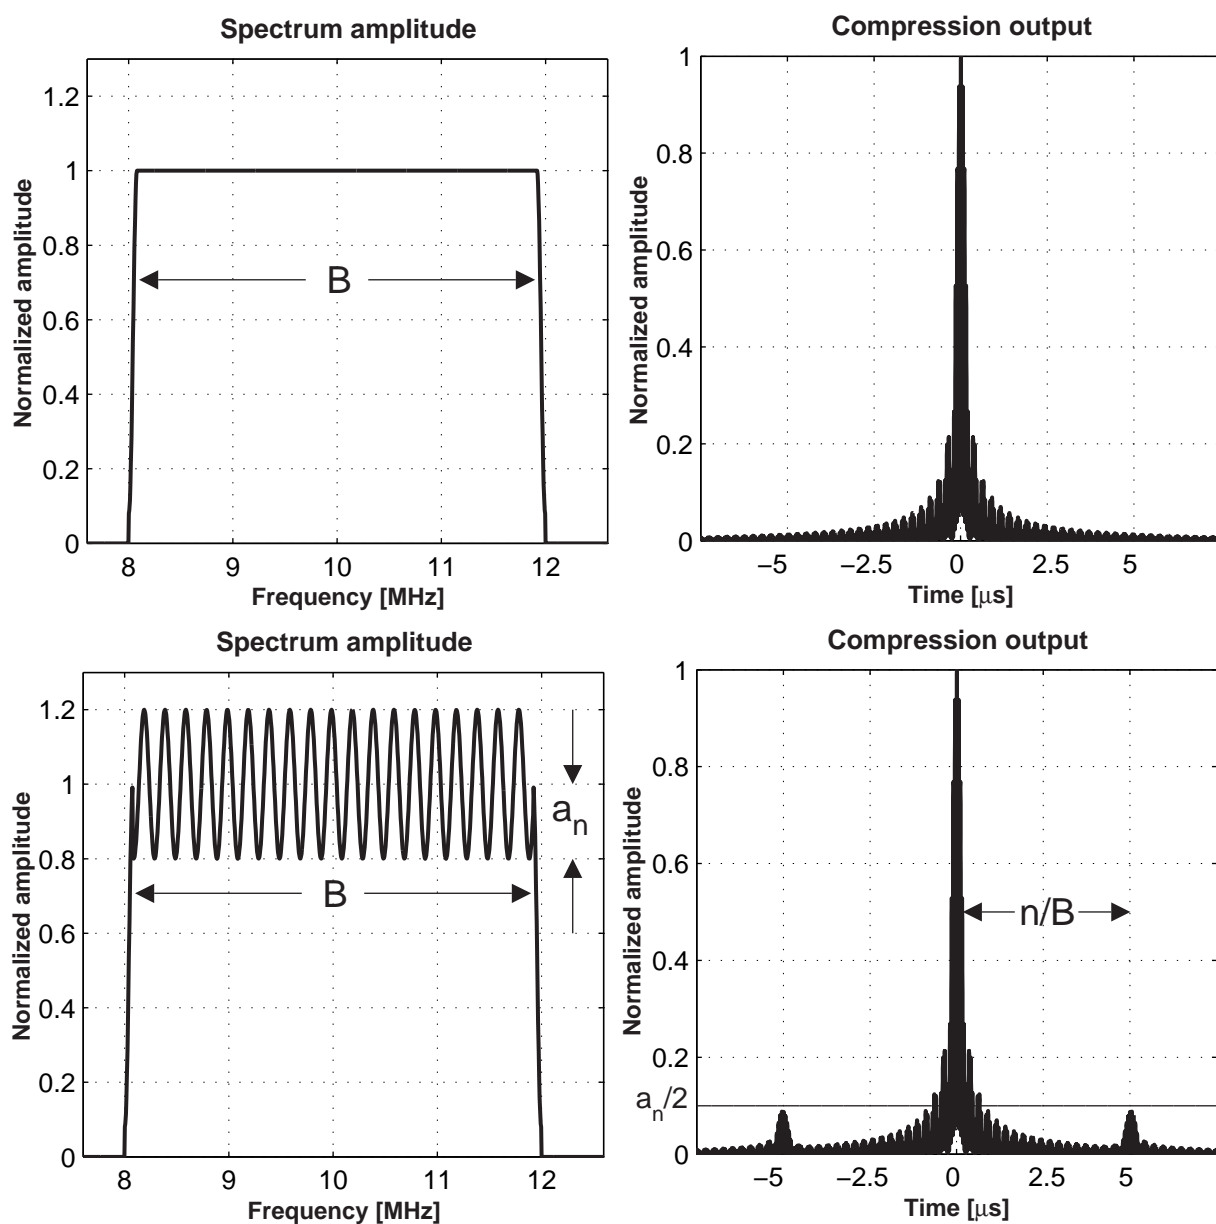 Spectrum amplitude
Normalized amplitude
1.2
1
0.8
0.6
0.4
0.2
0
B
8 9 10 11 12
Frequency [MHz]
Compression output
Normalized amplitude
1
0.8
0.6
0.4
0.2
0
−5 −2.5 0 2.5 5
Time [μs]
Spectrum amplitude
Normalized amplitude
1.2
1
0.8
0.6
0.4
0.2
0
a_n
B
8 9 10 11 12
Frequency [MHz]
Compression output
Normalized amplitude
1
0.8
0.6
0.4
0.2
a_n/2
0
n/B
−5 −2.5 0 2.5 5
Time [μs]